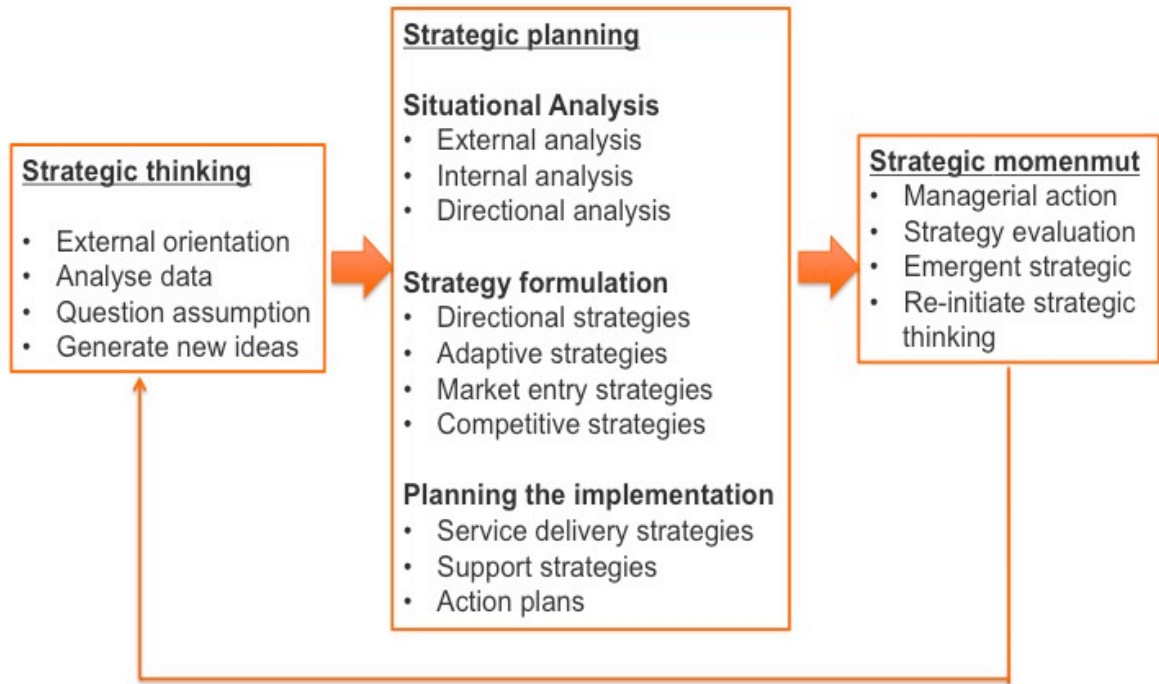 Strategic thinking
• External orientation
• Analyse data
• Question assumption
• Generate new ideas
Strategic planning
Situational Analysis
• External analysis
• Internal analysis
• Directional analysis
Strategy formulation
• Directional strategies
• Adaptive strategies
• Market entry strategies
• Competitive strategies
Planning the implementation
• Service delivery strategies
• Support strategies
• Action plans
Strategic momenmut
• Managerial action
• Strategy evaluation
• Emergent strategic
• Re-initiate strategic
thinking